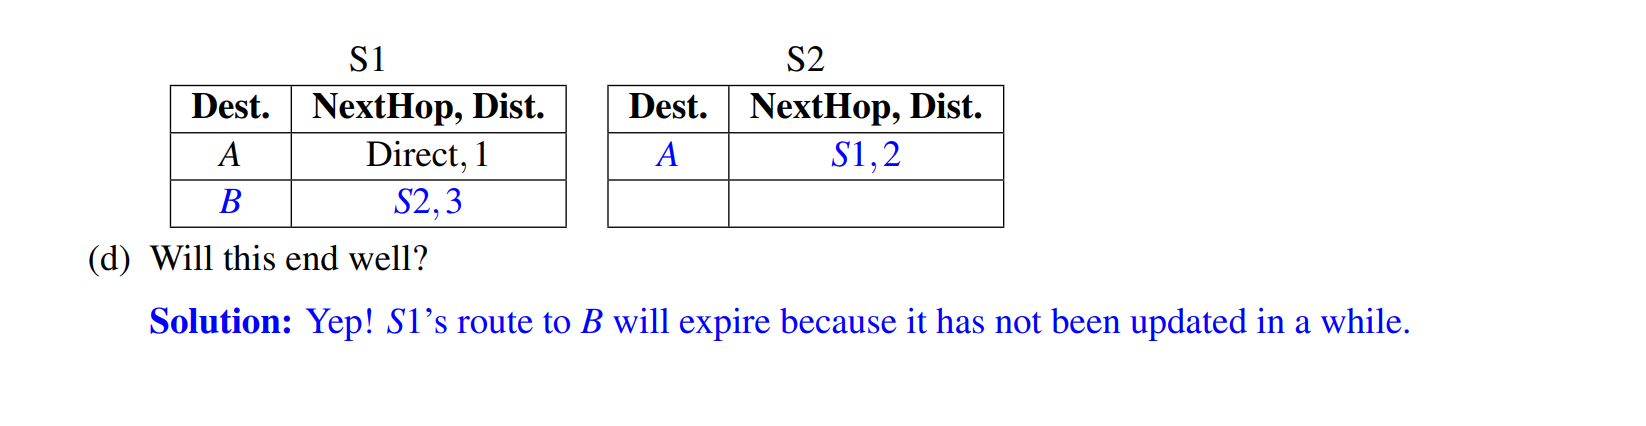 S1 S2
Dest. NextHop, Dist. Dest. NextHop, Dist.
A Direct, 1 A S1, 2
B S2, 3
(d) Will this end well?
Solution: Yep! S1’s route to B will expire because it has not been updated in a while.